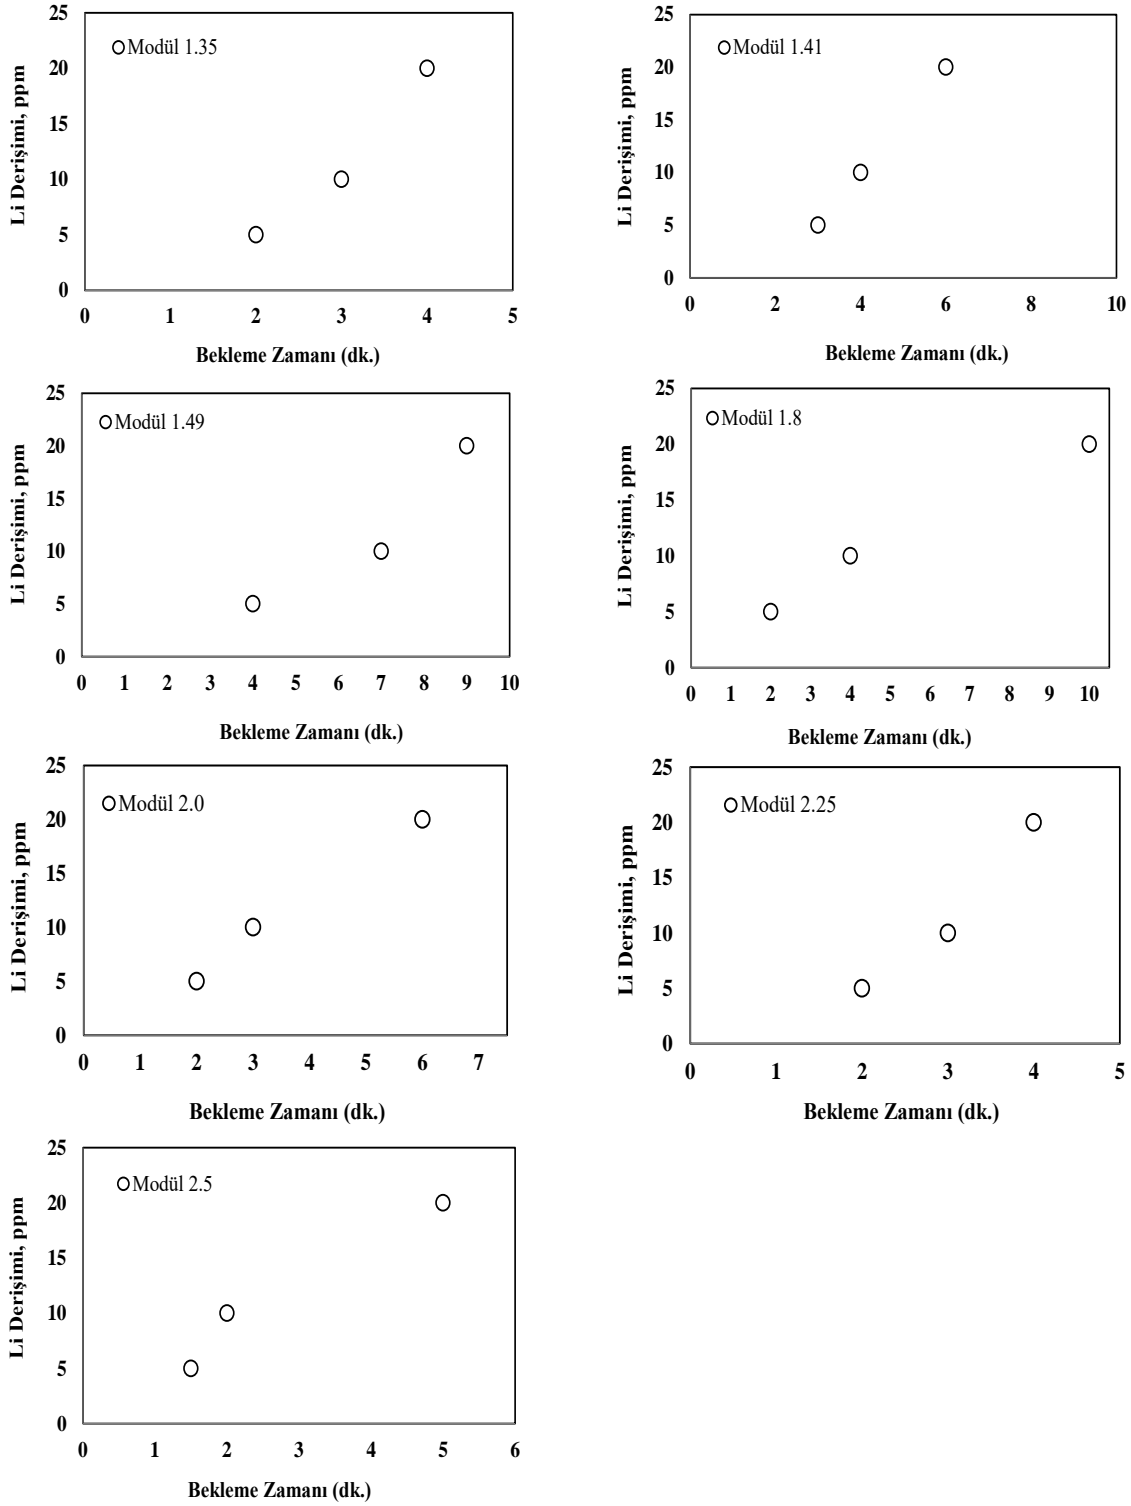 25
20
15
10
5
0
Li Derişimi, ppm
Modül 1.35
0 1 2 3 4 5
Bekleme Zamanı (dk.)
25
20
15
10
5
0
Li Derişimi, ppm
Modül 1.41
0 2 4 6 8 10
Bekleme Zamanı (dk.)
25
20
15
10
5
0
Li Derişimi, ppm
Modül 1.49
0 1 2 3 4 5 6 7 8 9 10
Bekleme Zamanı (dk.)
25
20
15
10
5
0
Li Derişimi, ppm
Modül 1.8
0 1 2 3 4 5 6 7 8 9 10
Bekleme Zamanı (dk.)
25
20
15
10
5
0
Li Derişimi, ppm
Modül 2.0
0 1 2 3 4 5 6 7
Bekleme Zamanı (dk.)
25
20
15
10
5
0
Li Derişimi, ppm
Modül 2.25
0 1 2 3 4 5
Bekleme Zamanı (dk.)
25
20
15
10
5
0
Li Derişimi, ppm
Modül 2.5
0 1 2 3 4 5 6
Bekleme Zamanı (dk.)